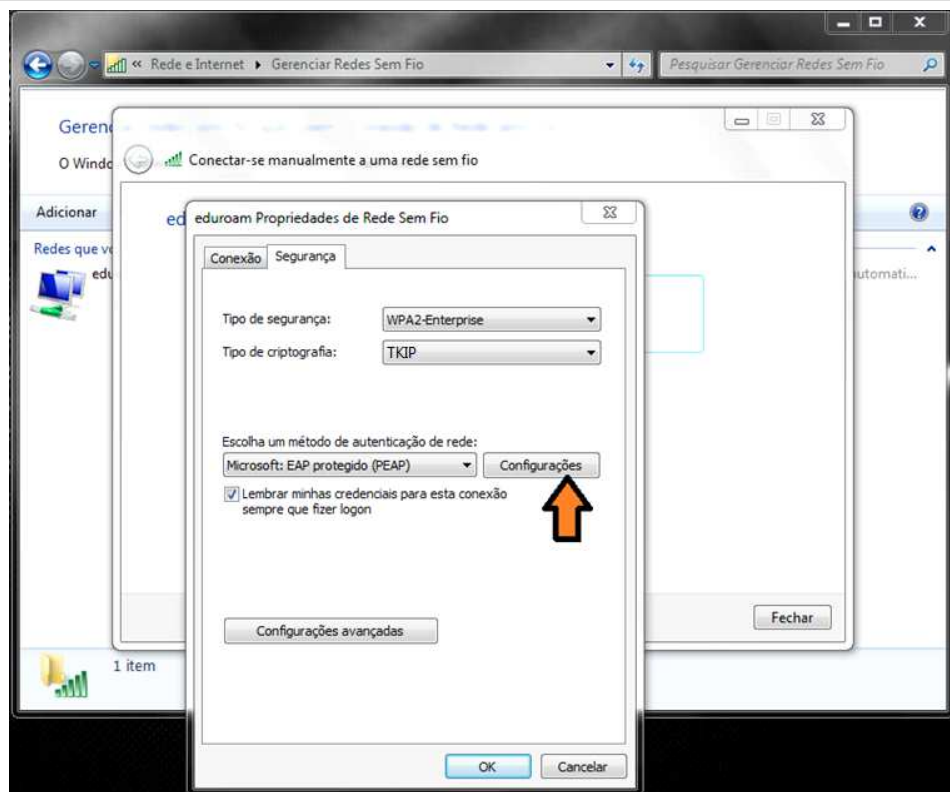 « Rede e Internet ▸ Gerenciar Redes Sem Fio
Pesquisar Gerenciar Redes Sem Fio
Geren
O Windo
Conectar-se manualmente a uma rede sem fio
Adicionar
ed
eduroam Propriedades de Rede Sem Fio
Redes que v
edu
utomati...
Conexão
Segurança
Tipo de segurança:
WPA2-Enterprise
Tipo de criptografia:
TKIP
Escolha um método de autenticação de rede:
Microsoft: EAP protegido (PEAP)
Configurações
Lembrar minhas credenciais para esta conexão
sempre que fizer logon
Configurações avançadas
Fechar
1 item
OK
Cancelar